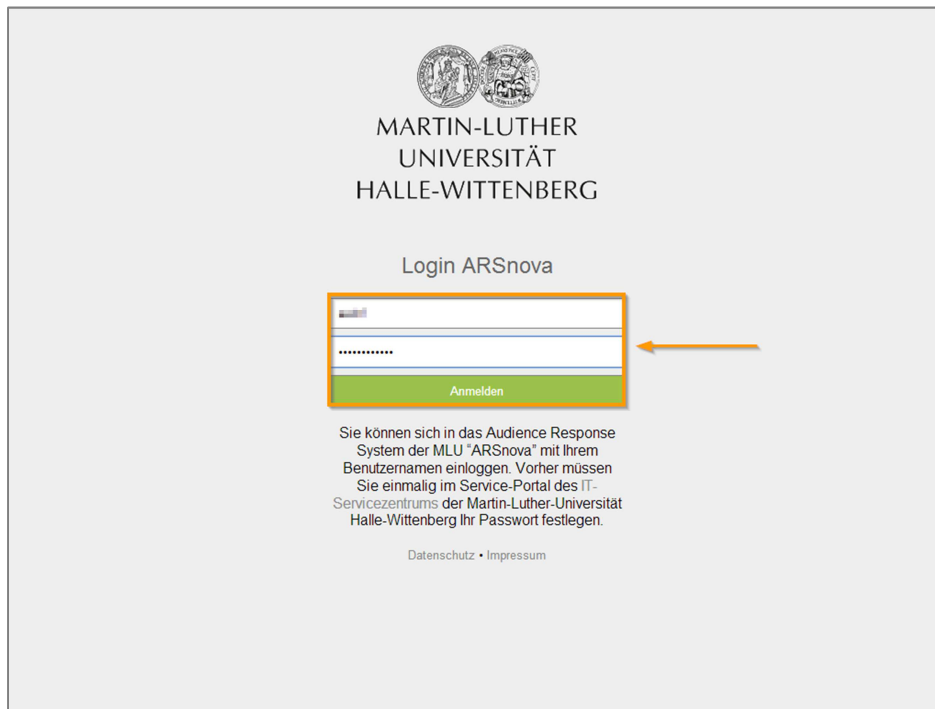 MARTIN-LUTHER
UNIVERSITÄT
HALLE-WITTENBERG
Login ARSnova
••••••••••••
Anmelden
Sie können sich in das Audience Response
System der MLU "ARSnova" mit Ihrem
Benutzernamen einloggen. Vorher müssen
Sie einmalig im Service-Portal des IT-
Servicezentrums der Martin-Luther-Universität
Halle-Wittenberg Ihr Passwort festlegen.
Datenschutz • Impressum